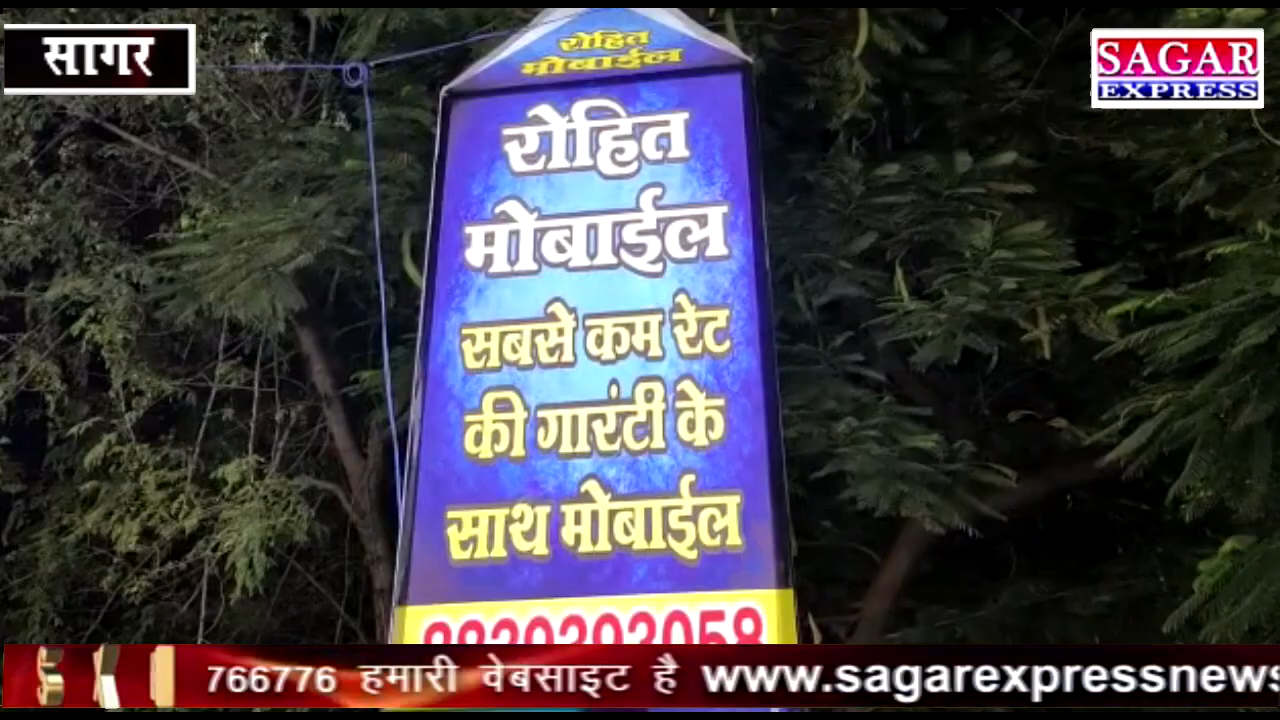 सागर
SAGAR
EXPRESS
रोहित
मोबाईल
रोहित
मोबाईल
सबसे कम रेट
की गारंटी के
साथ मोबाईल
766776 हमारी वेबसाइट है www.sagarexpressnews